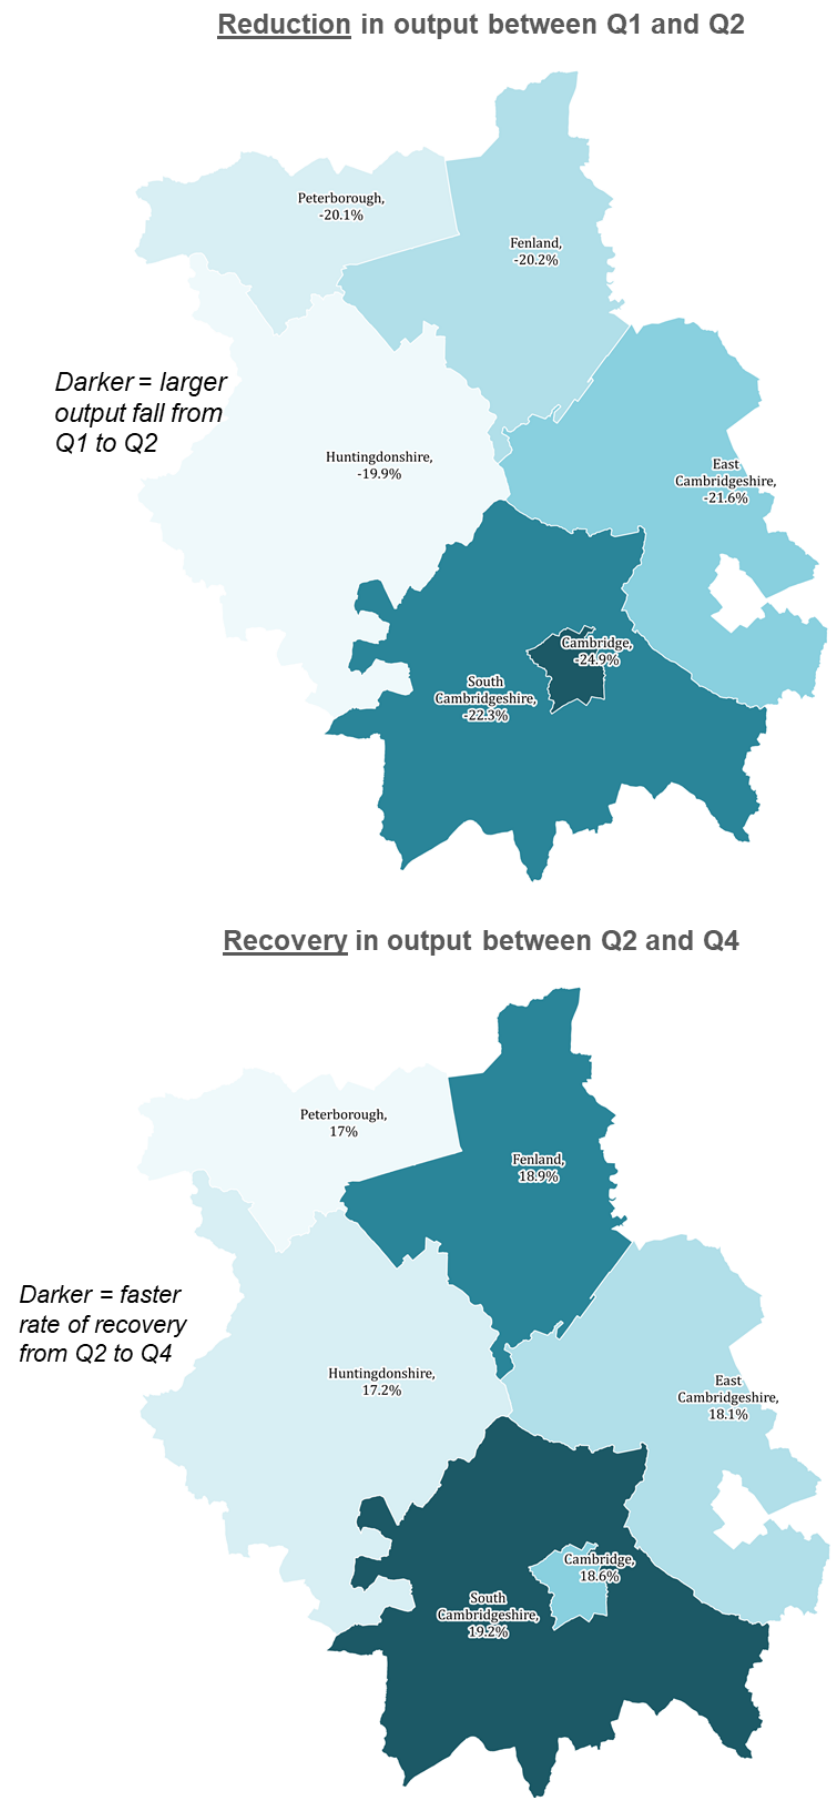 Reduction in output between Q1 and Q2
Peterborough,
-20.1%
Fenland,
-20.2%
Darker = larger
output fall from
Q1 to Q2
Huntingdonshire,
-19.9%
East
Cambridgeshire,
-21.6%
Cambridge,
-24.9%
South
Cambridgeshire,
-22.3%
Recovery in output between Q2 and Q4
Peterborough,
17%
Fenland,
18.9%
Darker = faster
rate of recovery
from Q2 to Q4
Huntingdonshire,
17.2%
East
Cambridgeshire,
18.1%
Cambridge,
18.6%
South
Cambridgeshire,
19.2%